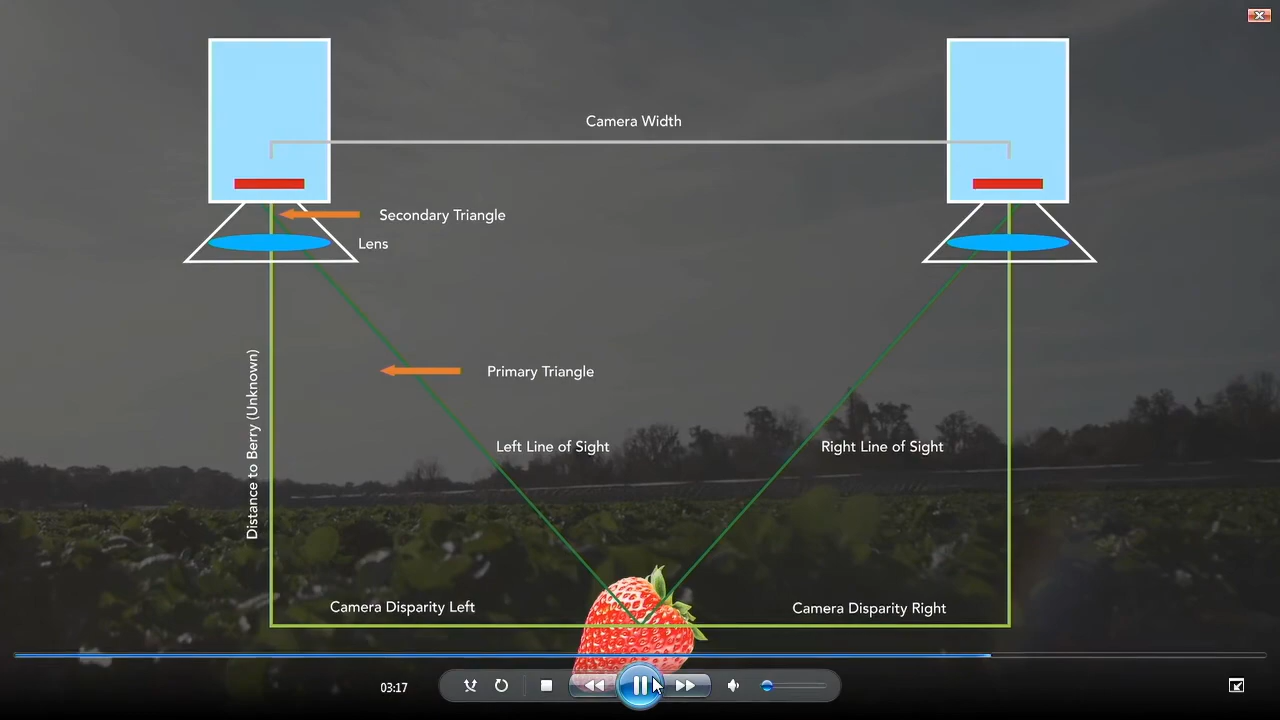 Camera Width
Secondary Triangle
Lens
Primary Triangle
Distance to Berry (Unknown)
Left Line of Sight
Right Line of Sight
Camera Disparity Left
Camera Disparity Right
03:17